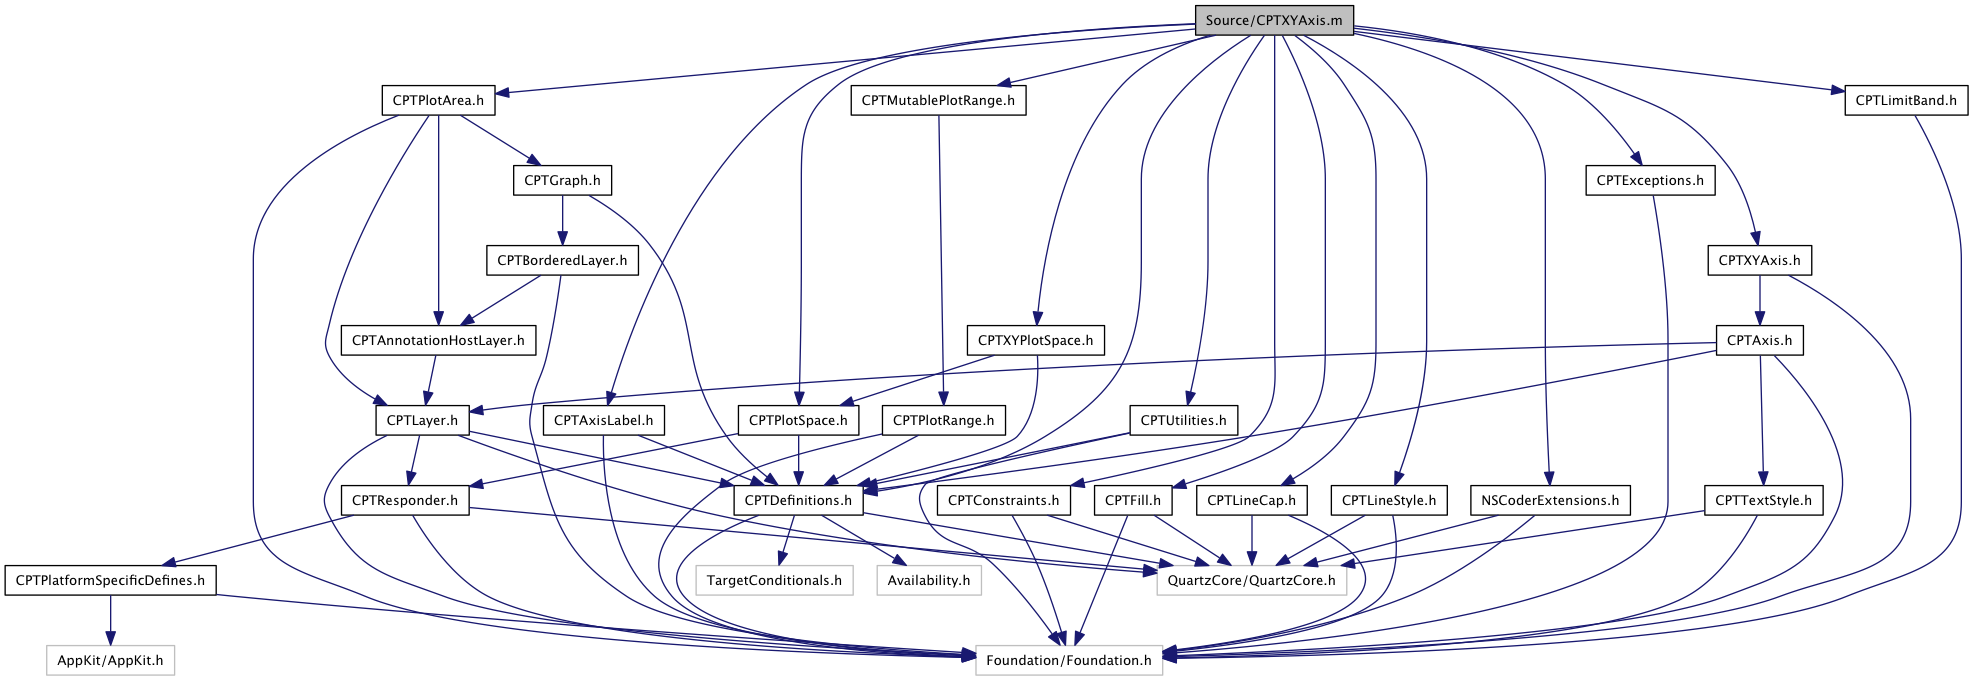 Source/CPTXYAxis.m
CPTPlotArea.h
CPTMutablePlotRange.h
CPTLimitBand.h
CPTGraph.h
CPTExceptions.h
CPTBorderedLayer.h
CPTXYAxis.h
CPTAnnotationHostLayer.h
CPTXYPlotSpace.h
CPTAxis.h
CPTLayer.h
CPTAxisLabel.h
CPTPlotSpace.h
CPTPlotRange.h
CPTUtilities.h
CPTResponder.h
CPTDefinitions.h
CPTConstraints.h
CPTFill.h
CPTLineCap.h
CPTLineStyle.h
NSCoderExtensions.h
CPTTextStyle.h
CPTPlatformSpecificDefines.h
TargetConditionals.h
Availability.h
QuartzCore/QuartzCore.h
AppKit/AppKit.h
Foundation/Foundation.h